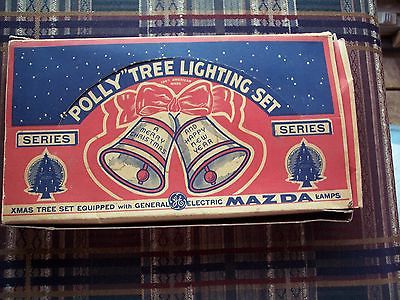 "POLLY" TREE LIGHTING SET
SERIES
SERIES
A
MERRY
CHRISTMAS
AND
HAPPY
NEW
YEAR
XMAS TREE SET EQUIPPED with GENERAL GE ELECTRIC MAZDA LAMPS